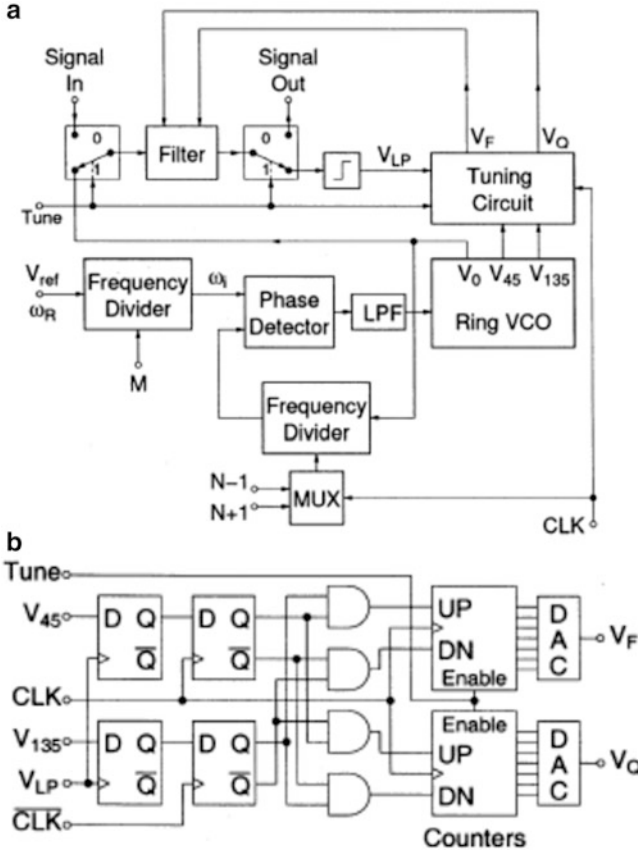 a
Signal In
Signal Out
0
1
Filter
0
1
V_LP
V_F
V_Q
Tuning Circuit
Tune
V_ref
ω_R
Frequency Divider
ω_i
Phase Detector
LPF
V_0 V_45 V_135
Ring VCO
M
Frequency Divider
N−1
N+1
MUX
CLK
b
Tune
V_45
D Q
Q̅
D Q
Q̅
UP
DN
Enable
D
A
C
V_F
CLK
V_135
D Q
Q̅
D Q
Q̅
Enable
UP
DN
D
A
C
V_Q
V_LP
C̅L̅K̅
Counters